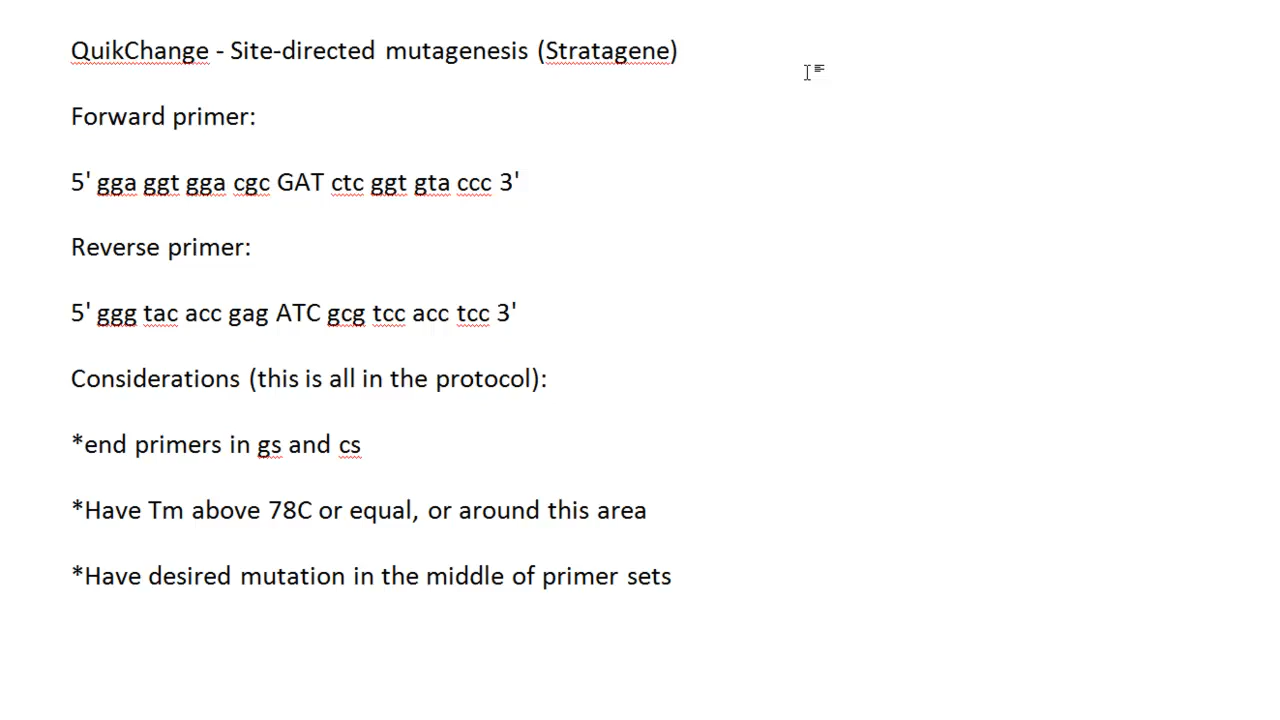 QuikChange - Site-directed mutagenesis (Stratagene)
Forward primer:
5' gga ggt gga cgc GAT ctc ggt gta ccc 3'
Reverse primer:
5' ggg tac acc gag ATC gcg tcc acc tcc 3'
Considerations (this is all in the protocol):
*end primers in gs and cs
*Have Tm above 78C or equal, or around this area
*Have desired mutation in the middle of primer sets